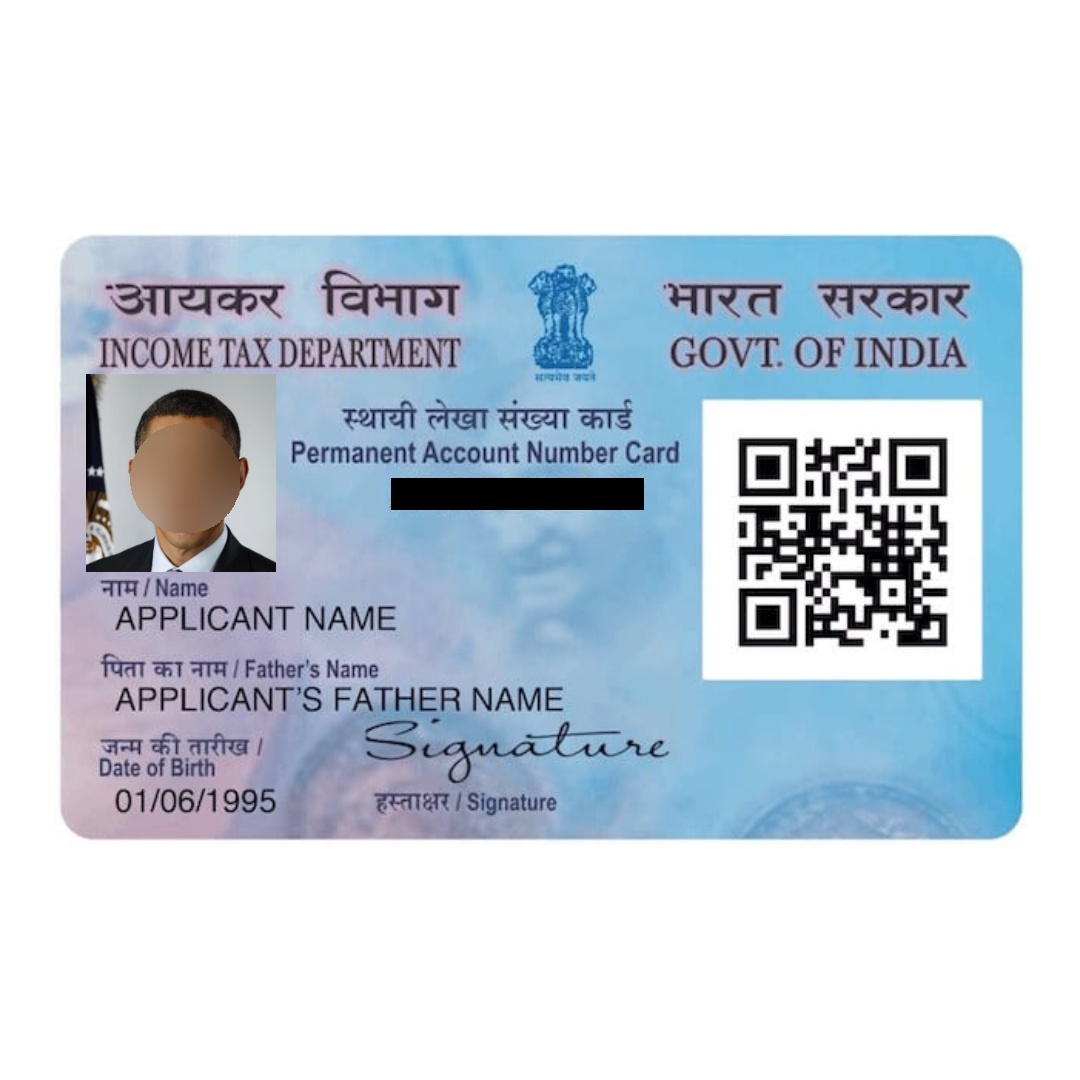 आयकर विभाग
INCOME TAX DEPARTMENT
सत्यमेव जयते
भारत सरकार
GOVT. OF INDIA
स्थायी लेखा संख्या कार्ड
Permanent Account Number Card
नाम / Name
APPLICANT NAME
पिता का नाम / Father's Name
APPLICANT'S FATHER NAME
जन्म की तारीख /
Date of Birth
01/06/1995
Signature
हस्ताक्षर / Signature